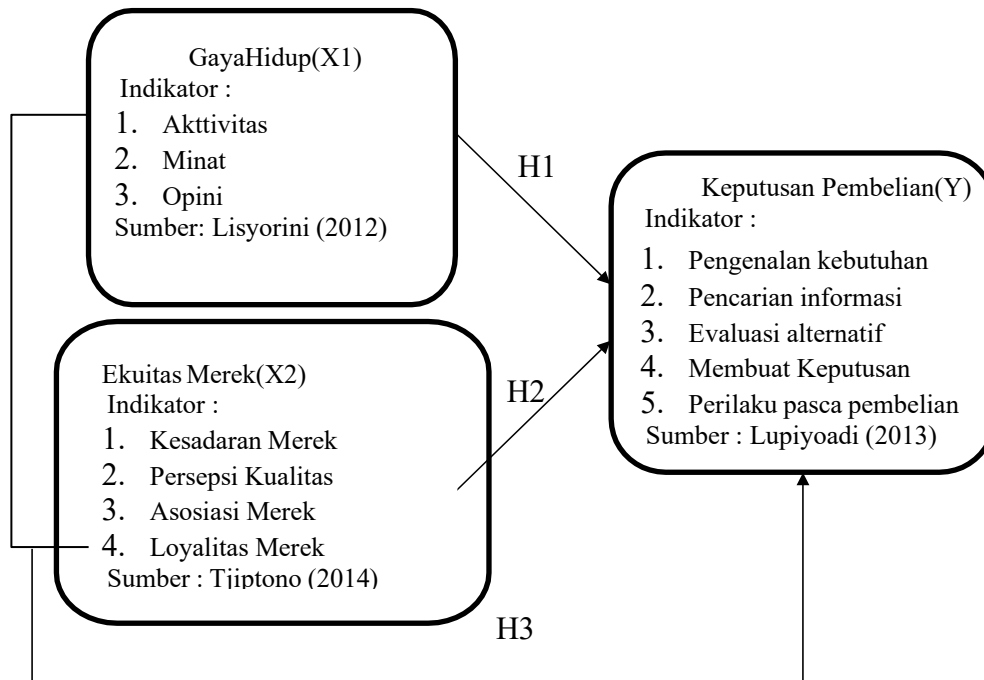 GayaHidup(X1)
Indikator :
1. Akttivitas
2. Minat
3. Opini
Sumber: Lisyorini (2012)
H1
Keputusan Pembelian(Y)
Indikator :
1. Pengenalan kebutuhan
2. Pencarian informasi
3. Evaluasi alternatif
4. Membuat Keputusan
5. Perilaku pasca pembelian
Sumber : Lupiyoadi (2013)
Ekuitas Merek(X2)
Indikator :
1. Kesadaran Merek
2. Persepsi Kualitas
3. Asosiasi Merek
4. Loyalitas Merek
Sumber : Tjiptono (2014)
H2
H3